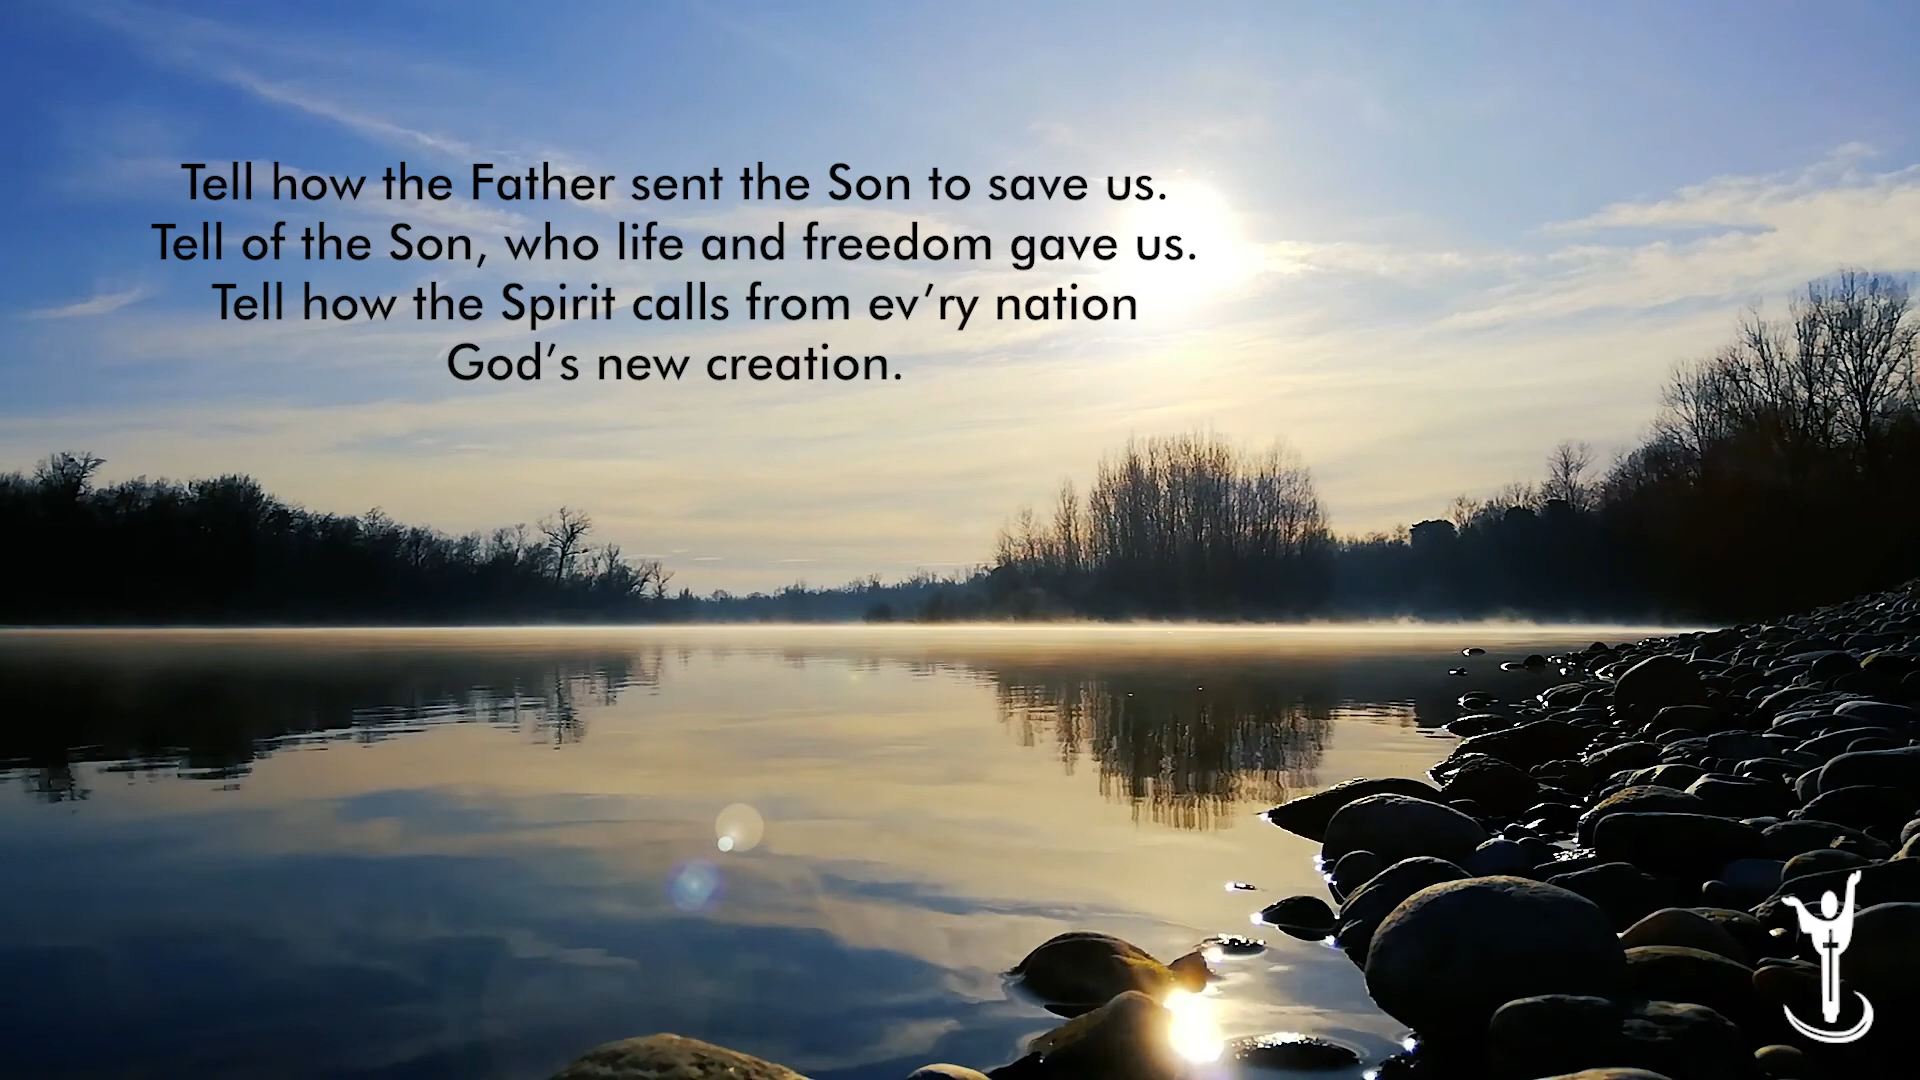 Tell how the Father sent the Son to save us.
Tell of the Son, who life and freedom gave us.
Tell how the Spirit calls from ev’ry nation
God’s new creation.